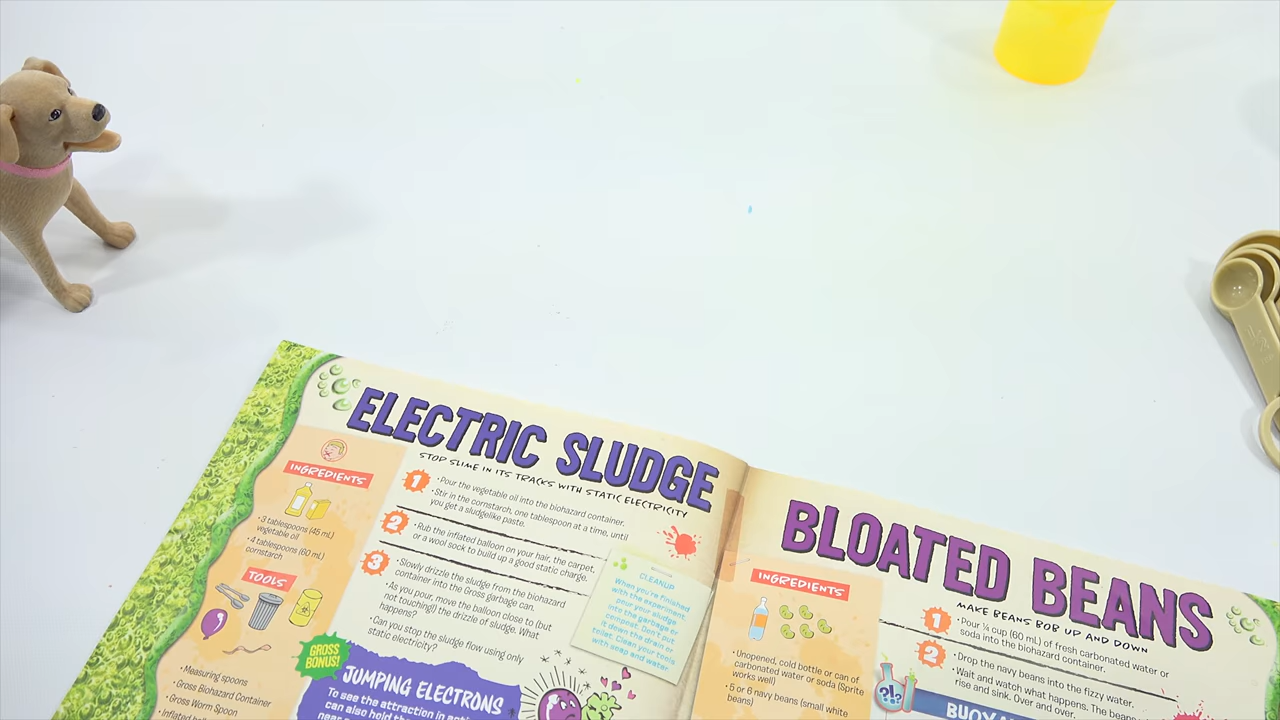 ELECTRIC SLUDGE
STOP SLIME IN ITS TRACKS WITH STATIC ELECTRICITY
INGREDIENTS
• 3 tablespoons (45 mL)
vegetable oil
• 4 tablespoons (60 mL)
cornstarch
TOOLS
• Measuring spoons
• Gross Biohazard Container
• Gross Worm Spoon
1
• Pour the vegetable oil into the biohazard container.
• Stir in the cornstarch, one tablespoon at a time, until
you get a sludgelike paste.
2
• Rub the inflated balloon on your hair, the carpet,
or a wool sock to build up a good static charge.
3
• Slowly drizzle the sludge from the biohazard
container into the Gross garbage can.
• As you pour, move the balloon close to (but
not touching!) the drizzle of sludge. What
happens?
• Can you stop the sludge flow using only
static electricity?
CLEANUP
When you're finished
with the experiment,
pour your sludge
into the garbage or
compost. Don't put
it down the drain or
toilet. Clean your tools
with soap and water.
GROSS
BONUS!
JUMPING ELECTRONS
To see the attraction in
can also hold the
BLOATED BEANS
MAKE BEANS BOB UP AND DOWN
INGREDIENTS
• Unopened, cold bottle or can of
carbonated water or soda (Sprite
works well)
• 5 or 6 navy beans (small white
beans)
1
• Pour ¼ cup (60 mL) of fresh carbonated water or
soda into the biohazard container.
2
• Drop the navy beans into the fizzy water.
• Wait and watch what happens. The beans
rise and sink. Over and over.
?!